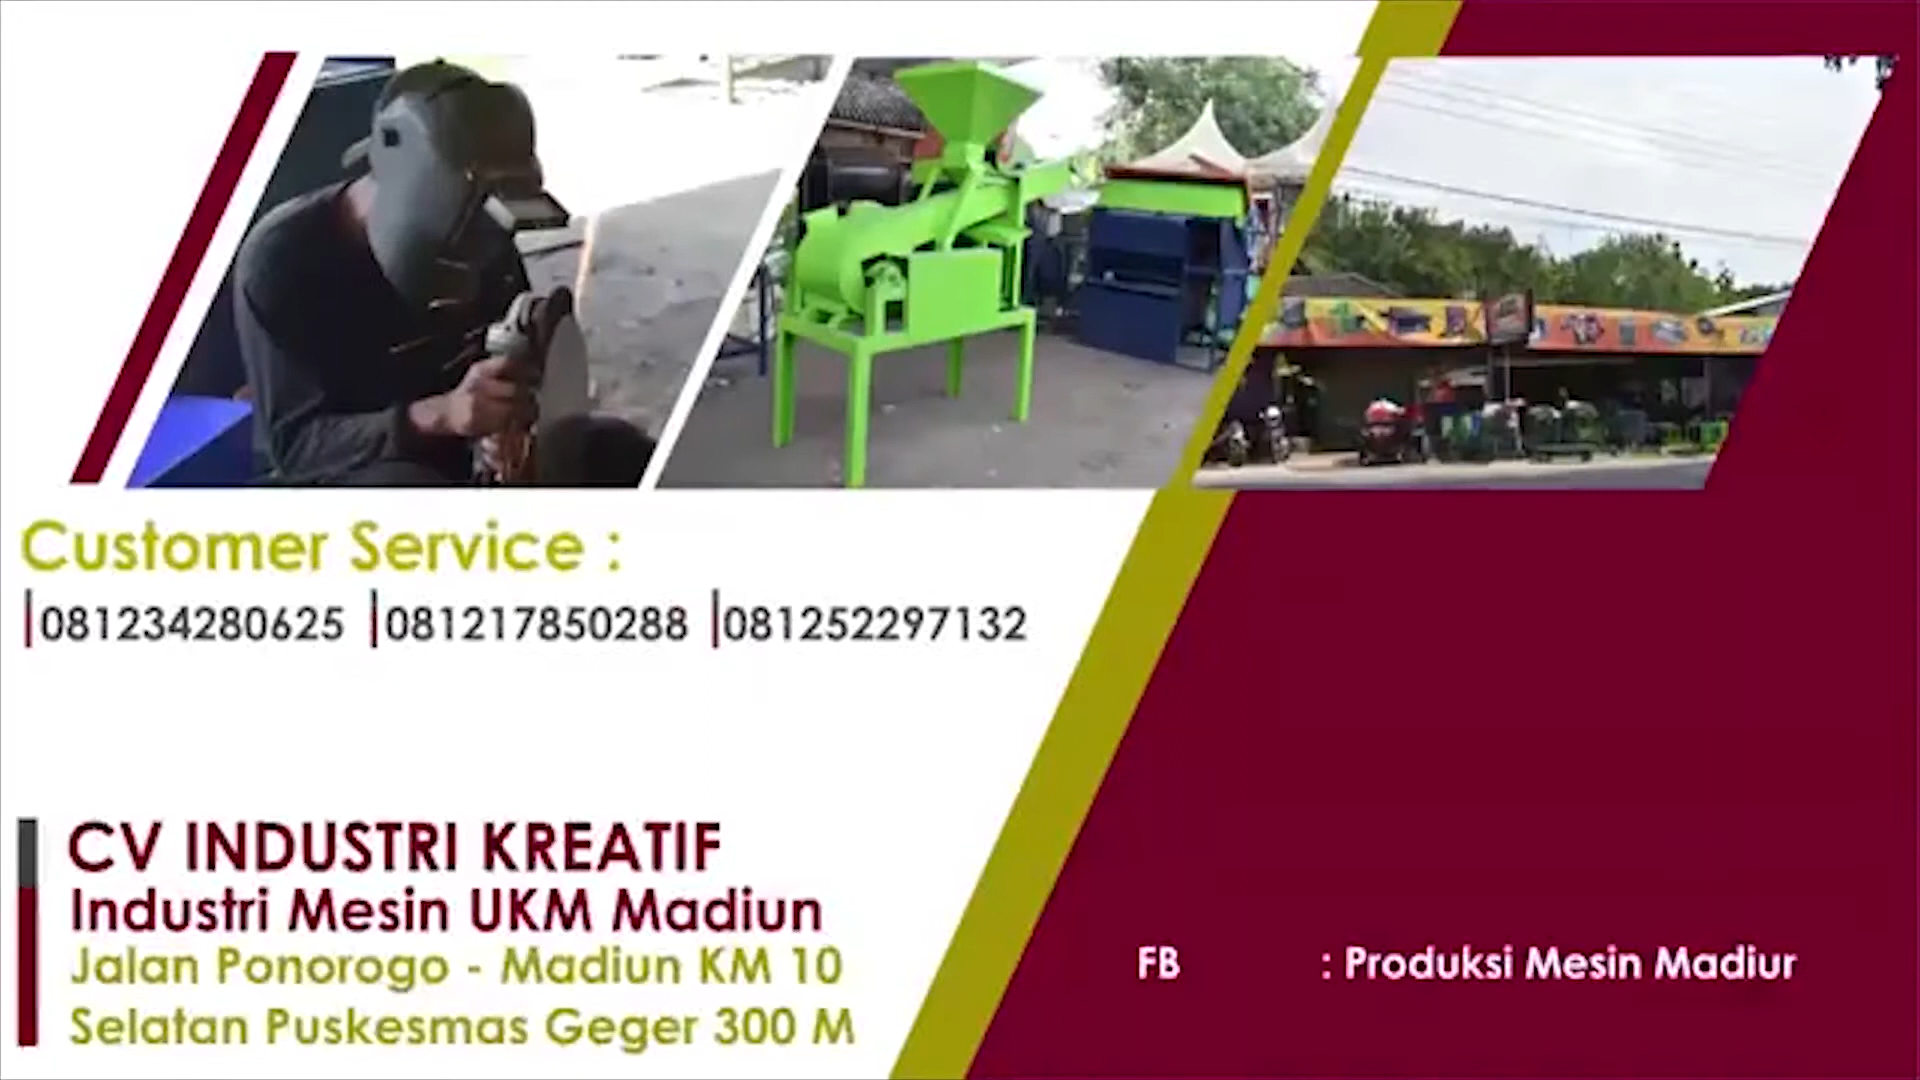 Customer Service :
081234280625 081217850288 081252297132
CV INDUSTRI KREATIF
Industri Mesin UKM Madiun
Jalan Ponorogo - Madiun KM 10
Selatan Puskesmas Geger 300 M
FB : Produksi Mesin Madiur